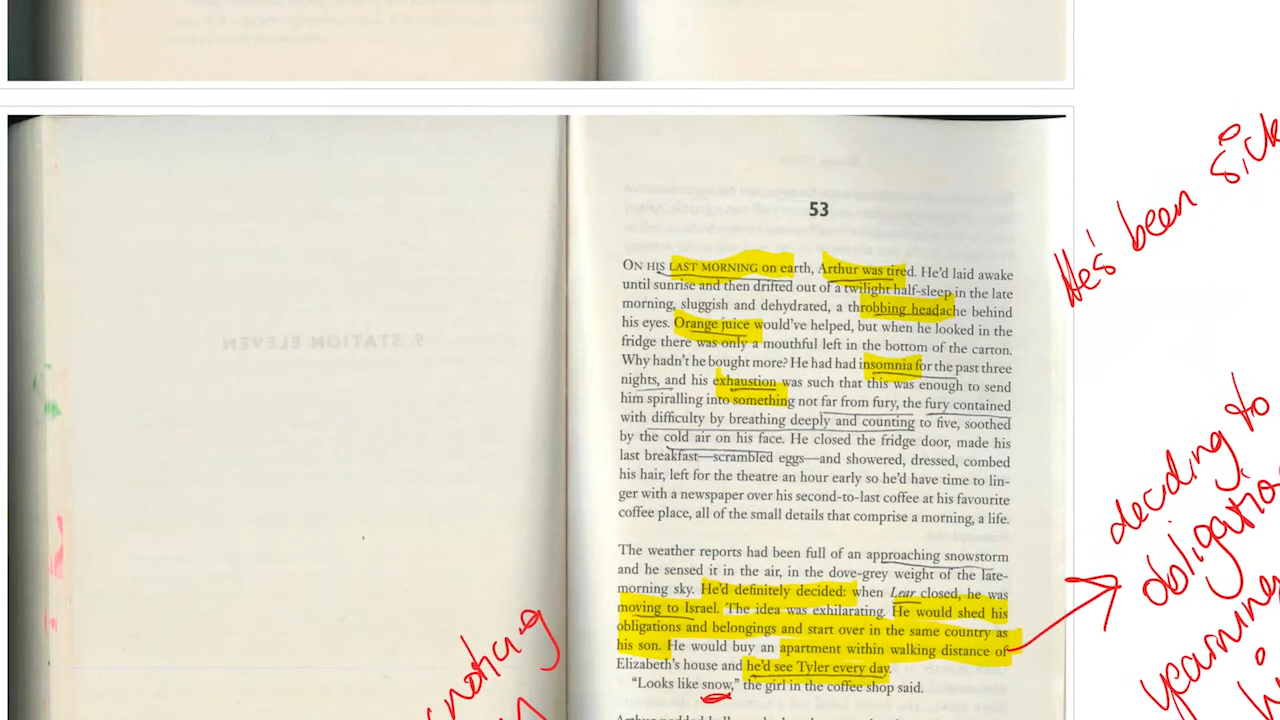 9. STATION ELEVEN
53
ON HIS LAST MORNING on earth, Arthur was tired. He'd laid awake
until sunrise and then drifted out of a twilight half-sleep in the late
morning, sluggish and dehydrated, a throbbing headache behind
his eyes. Orange juice would've helped, but when he looked in the
fridge there was only a mouthful left in the bottom of the carton.
Why hadn't he bought more? He had had insomnia for the past three
nights, and his exhaustion was such that this was enough to send
him spiralling into something not far from fury, the fury contained
with difficulty by breathing deeply and counting to five, soothed
by the cold air on his face. He closed the fridge door, made his
last breakfast—scrambled eggs—and showered, dressed, combed
his hair, left for the theatre an hour early so he'd have time to lin-
ger with a newspaper over his second-to-last coffee at his favourite
coffee place, all of the small details that comprise a morning, a life.
The weather reports had been full of an approaching snowstorm
and he sensed it in the air, in the dove-grey weight of the late-
morning sky. He'd definitely decided: when Lear closed, he was
moving to Israel. The idea was exhilarating. He would shed his
obligations and belongings and start over in the same country as
his son. He would buy an apartment within walking distance of
Elizabeth's house and he'd see Tyler every day.
"Looks like snow," the girl in the coffee shop said.
He's been sick
deciding to
obligatio
yearning
noticing